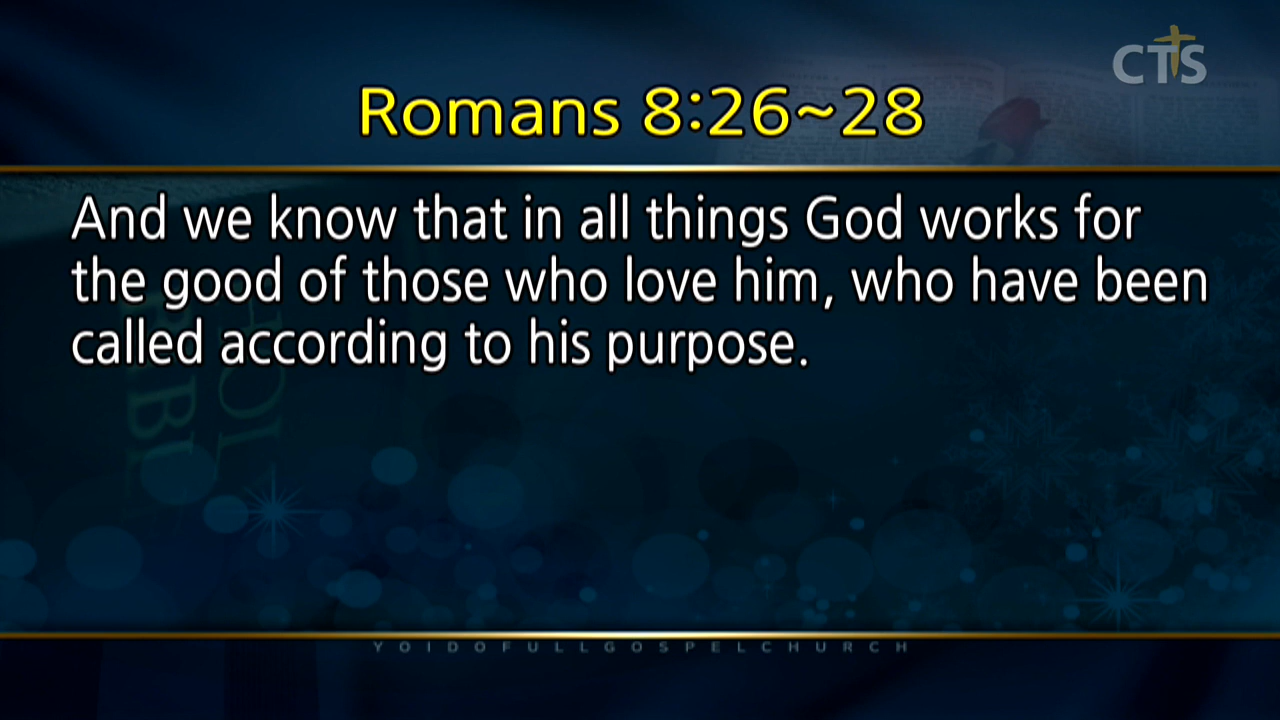 CTS
Romans 8:26~28
And we know that in all things God works for
the good of those who love him, who have been
called according to his purpose.
YOIDOFULLGOSPELCHURCH